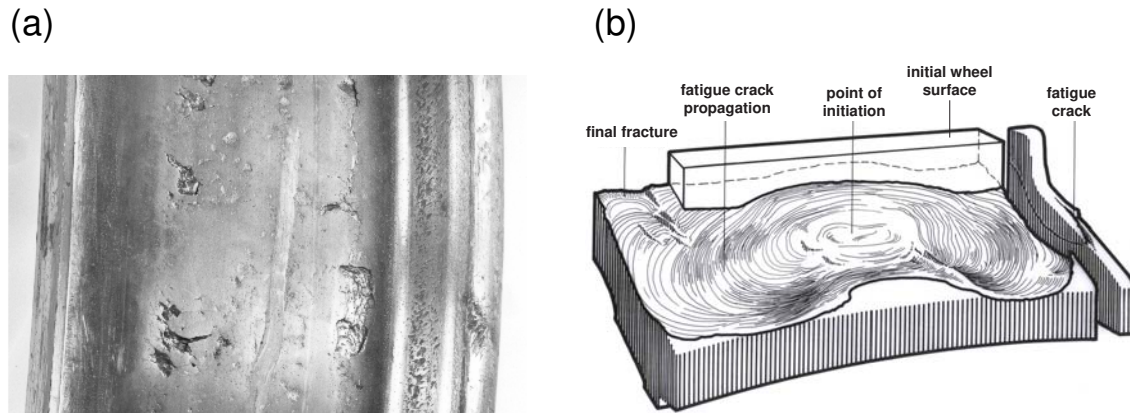 (a)
(b)
initial wheel
surface
fatigue crack
propagation
point of
initiation
fatigue
crack
final fracture